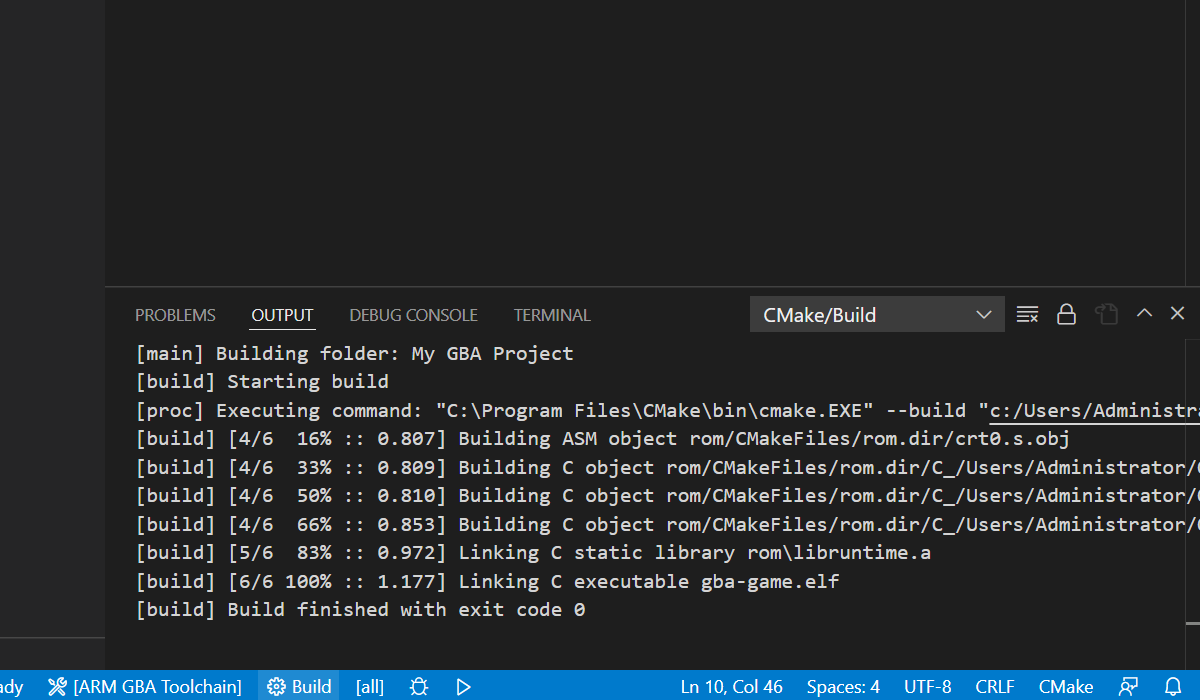 PROBLEMS OUTPUT DEBUG CONSOLE TERMINAL CMake/Build
[main] Building folder: My GBA Project
[build] Starting build
[proc] Executing command: "C:\Program Files\CMake\bin\cmake.EXE" --build "c:/Users/Administra
[build] [4/6  16% :: 0.807] Building ASM object rom/CMakeFiles/rom.dir/crt0.s.obj
[build] [4/6  33% :: 0.809] Building C object rom/CMakeFiles/rom.dir/C_/Users/Administrator/
[build] [4/6  50% :: 0.810] Building C object rom/CMakeFiles/rom.dir/C_/Users/Administrator/
[build] [4/6  66% :: 0.853] Building C object rom/CMakeFiles/rom.dir/C_/Users/Administrator/
[build] [5/6  83% :: 0.972] Linking C static library rom\libruntime.a
[build] [6/6 100% :: 1.177] Linking C executable gba-game.elf
[build] Build finished with exit code 0
[ARM GBA Toolchain] Build [all] Ln 10, Col 46 Spaces: 4 UTF-8 CRLF CMake